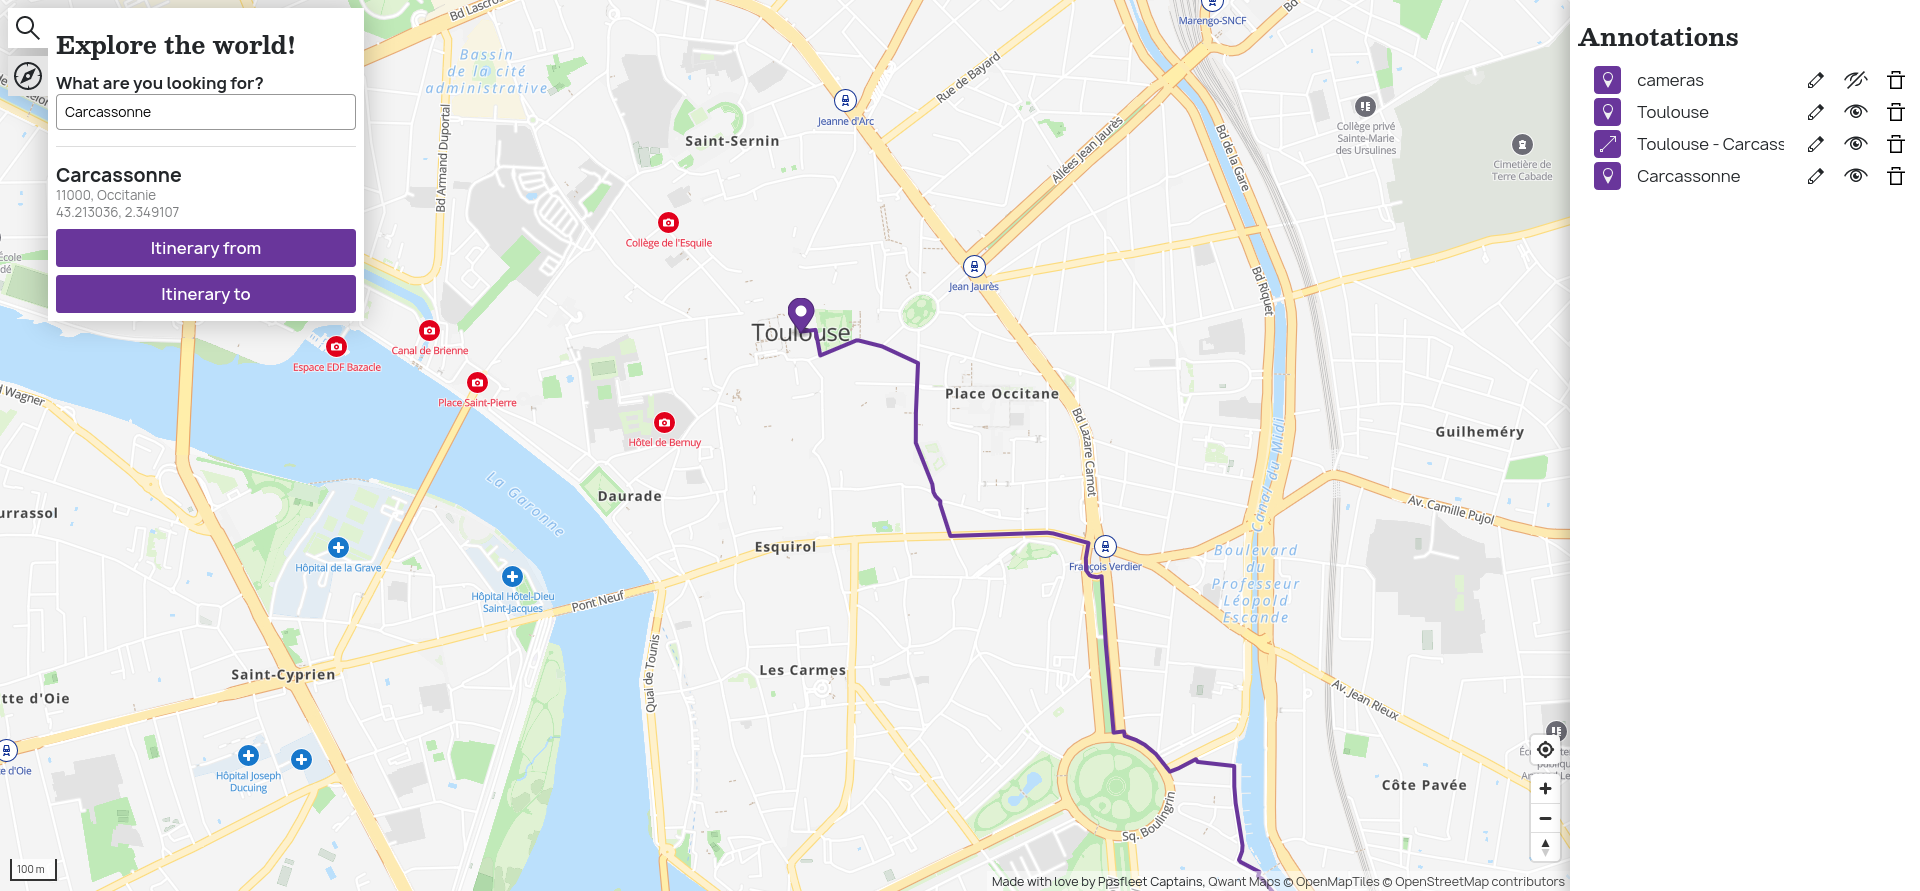 Explore the world!
What are you looking for?
Carcassonne
Carcassonne
11000, Occitanie
43.213036, 2.349107
Itinerary from
Itinerary to
Annotations
cameras
Toulouse
Toulouse - Carcass
Carcassonne
Bd Lascros
Marengo-SNCF
Bassin
de la cité
administrative
Rue de Bayard
Jeanne d'Arc
Saint-Sernin
Bd Armand Duportal
Allées Jean Jaurès
Bd de la Gare
Collège privé
Sainte-Marie
des Ursulines
Cimetière de
Terre Cabade
Collège de l'Esquile
Jean Jaurès
Bd Riquet
Toulouse
Canal de Brienne
Espace EDF Bazacle
Place Saint-Pierre
Place Occitane
d Wagner
Hôtel de Bernuy
Bd Lazare Carnot
Guilheméry
Canal du Midi
La Garonne
Daurade
Av. Camille Pujol
urrassol
Esquirol
François Verdier
Boulevard
du
Professeur
Léopold
Escande
Hôpital de la Grave
Hôpital Hôtel-Dieu
Saint-Jacques
Pont Neuf
Quai de Tounis
Les Carmes
Saint-Cyprien
tte d'Oie
Av. Jean Rieux
e d'Oie
Hôpital Joseph
Ducuing
Côte Pavée
Sq. Boulingrin
100 m
Made with love by Ppsfleet Captains, Qwant Maps © OpenMapTiles © OpenStreetMap contributors